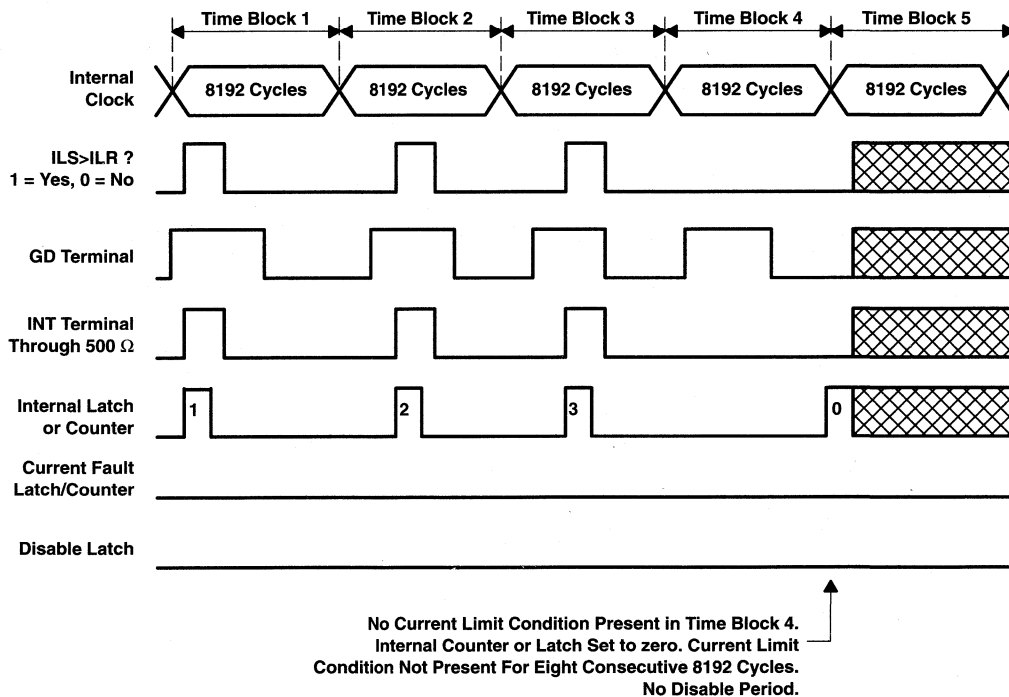 Time Block 1
Time Block 2
Time Block 3
Time Block 4
Time Block 5
Internal
Clock
8192 Cycles
8192 Cycles
8192 Cycles
8192 Cycles
8192 Cycles
ILS>ILR ?
1 = Yes, 0 = No
GD Terminal
INT Terminal
Through 500 Ω
Internal Latch
or Counter
1
2
3
0
Current Fault
Latch/Counter
Disable Latch
No Current Limit Condition Present in Time Block 4.
Internal Counter or Latch Set to zero. Current Limit
Condition Not Present For Eight Consecutive 8192 Cycles.
No Disable Period.